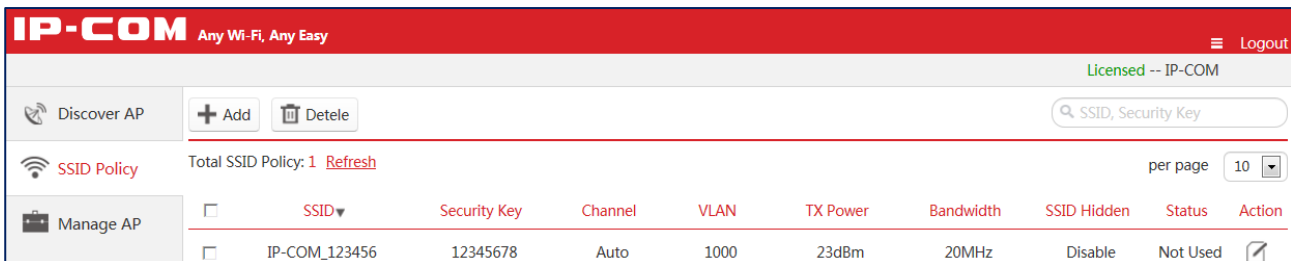 IP-COM Any Wi-Fi, Any Easy
Logout
Licensed -- IP-COM
Discover AP
Add Detele
SSID, Security Key
SSID Policy
Total SSID Policy: 1 Refresh
per page 10
Manage AP
SSID▼ Security Key Channel VLAN TX Power Bandwidth SSID Hidden Status Action
IP-COM_123456 12345678 Auto 1000 23dBm 20MHz Disable Not Used